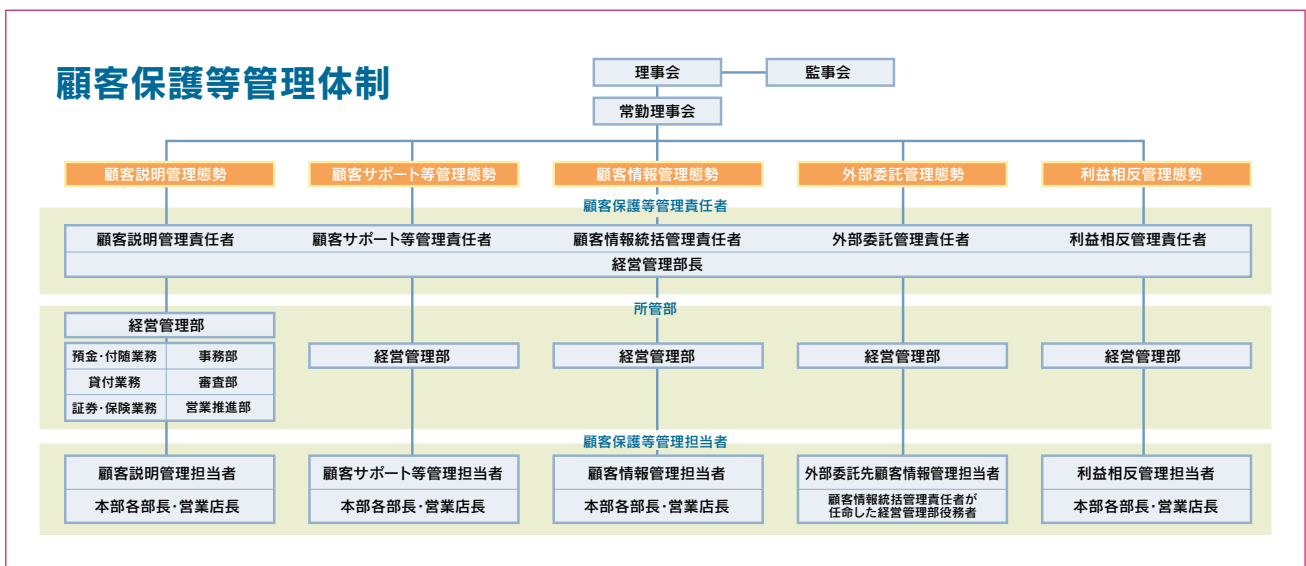 顧客保護等管理体制
理事会
監事会
常勤理事会
顧客説明管理態勢
顧客サポート等管理態勢
顧客情報管理態勢
外部委託管理態勢
利益相反管理態勢
顧客保護等管理責任者
顧客説明管理責任者
顧客サポート等管理責任者
顧客情報統括管理責任者
外部委託管理責任者
利益相反管理責任者
経営管理部長
所管部
経営管理部
預金・付随業務
事務部
貸付業務
審査部
証券・保険業務
営業推進部
経営管理部
経営管理部
経営管理部
経営管理部
顧客保護等管理担当者
顧客説明管理担当者
本部各部長・営業店長
顧客サポート等管理担当者
本部各部長・営業店長
顧客情報管理担当者
本部各部長・営業店長
外部委託先顧客情報管理担当者
顧客情報統括管理責任者が
任命した経営管理部役務者
利益相反管理担当者
本部各部長・営業店長